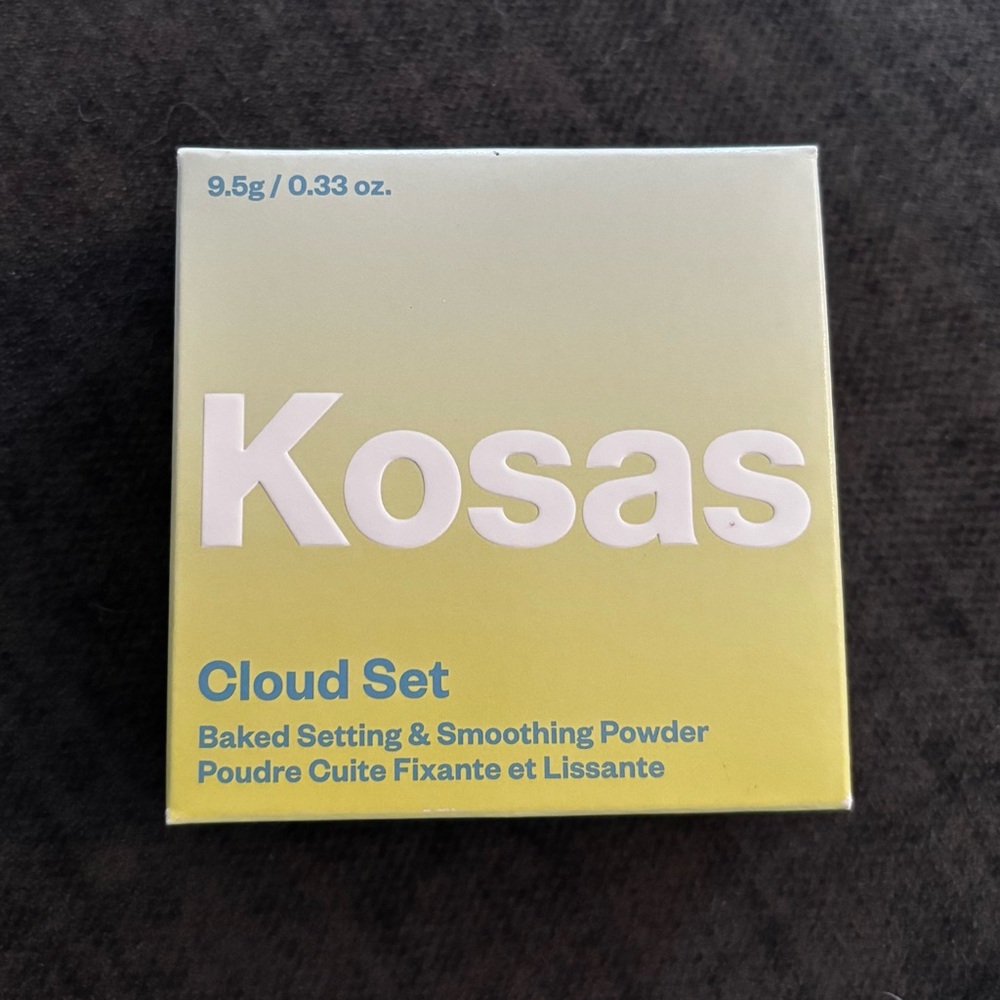 9.5g / 0.33 oz.
Kosas
Cloud Set
Baked Setting & Smoothing Powder
Poudre Cuite Fixante et Lissante